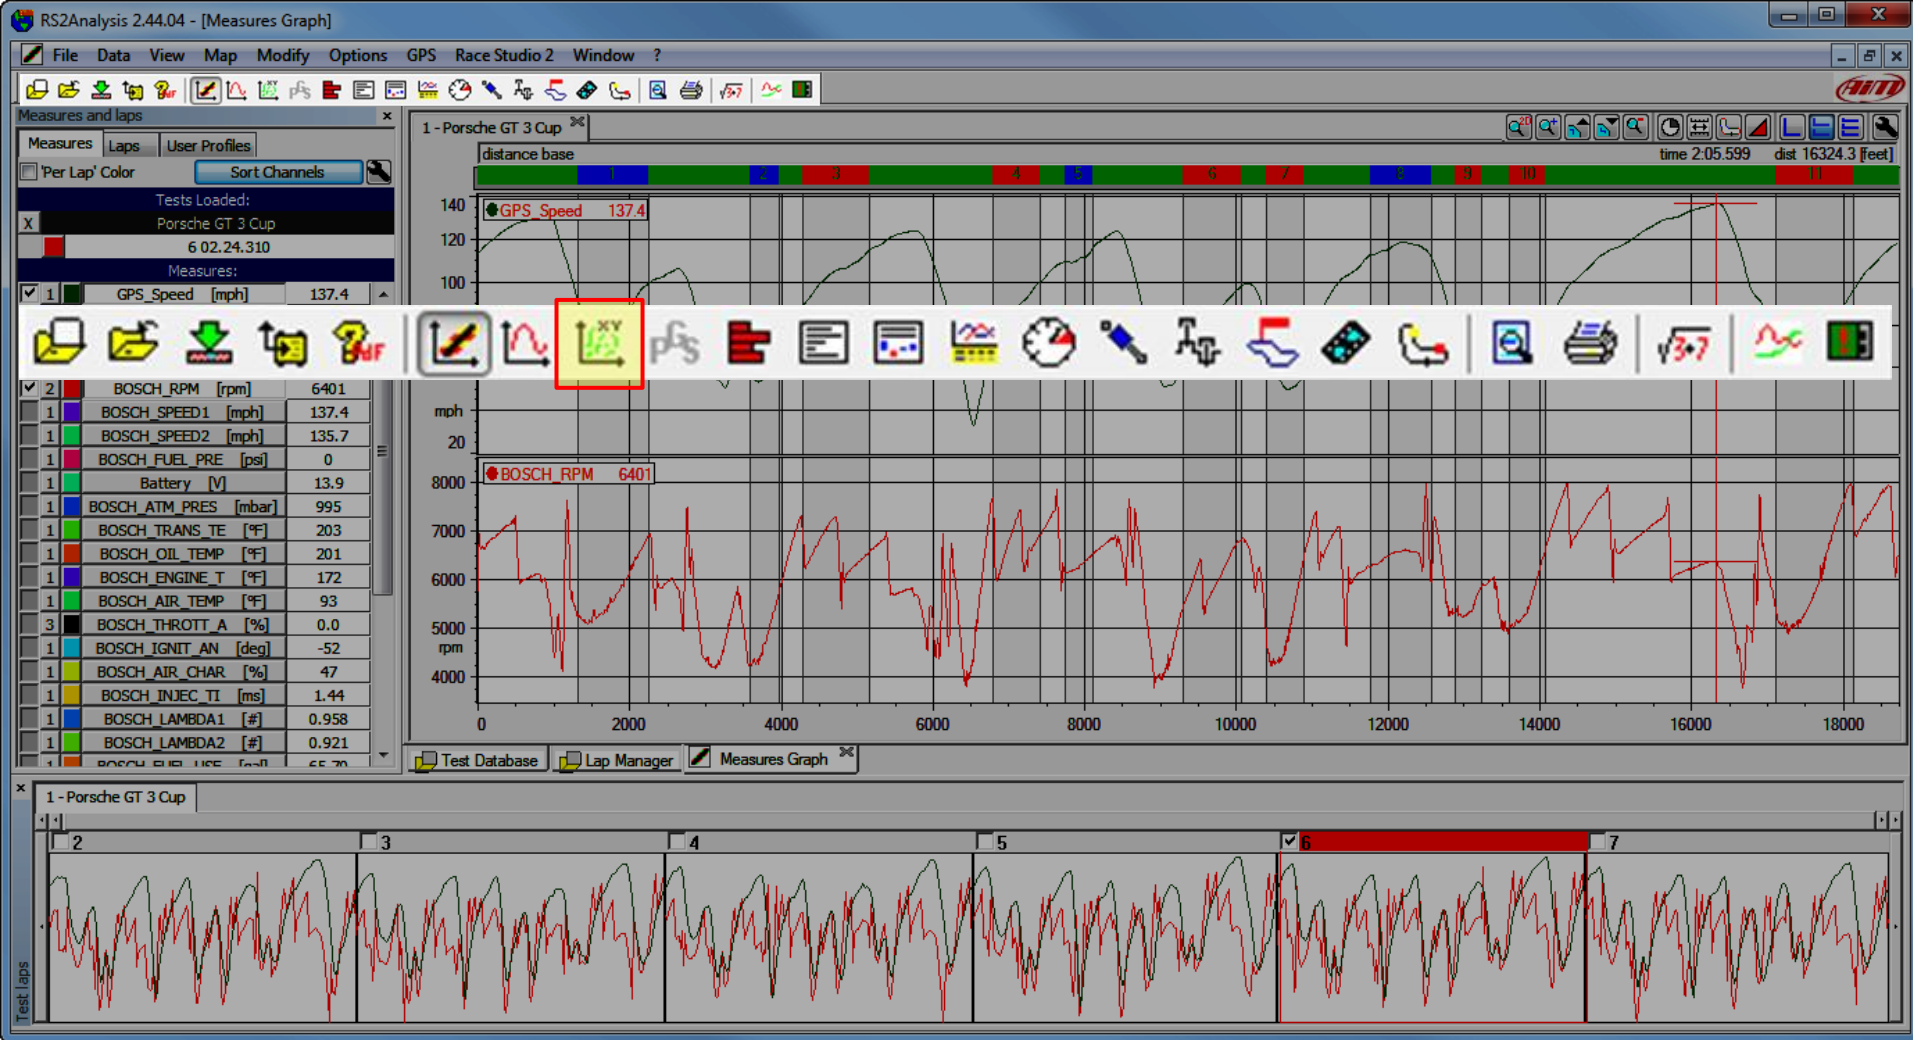 RS2Analysis 2.44.04 - [Measures Graph]
File Data View Map Modify Options GPS Race Studio 2 Window ?
AiM
Measures and laps
Measures Laps User Profiles
'Per Lap' Color Sort Channels
Tests Loaded:
X Porsche GT 3 Cup
6 02.24.310
Measures:
1 GPS_Speed [mph] 137.4
2 BOSCH_RPM [rpm] 6401
1 BOSCH_SPEED1 [mph] 137.4
1 BOSCH_SPEED2 [mph] 135.7
1 BOSCH_FUEL_PRE [psi] 0
1 Battery [V] 13.9
1 BOSCH_ATM_PRES [mbar] 995
1 BOSCH_TRANS_TE [°F] 203
1 BOSCH_OIL_TEMP [°F] 201
1 BOSCH_ENGINE_T [°F] 172
1 BOSCH_AIR_TEMP [°F] 93
3 BOSCH_THROTT_A [%] 0.0
1 BOSCH_IGNIT_AN [deg] -52
1 BOSCH_AIR_CHAR [%] 47
1 BOSCH_INJEC_TI [ms] 1.44
1 BOSCH_LAMBDA1 [#] 0.958
1 BOSCH_LAMBDA2 [#] 0.921
1 BOSCH_FUEL_USE [gal] 65.70
1 - Porsche GT 3 Cup
distance base time 2:05.599 dist 16324.3 [feet]
1 2 3 4 5 6 7 8 9 10 11
GPS_Speed 137.4
140
120
100
mph
20
XY
√3+7
BOSCH_RPM 6401
8000
7000
6000
5000
rpm
4000
0 2000 4000 6000 8000 10000 12000 14000 16000 18000
Test Database Lap Manager Measures Graph
1 - Porsche GT 3 Cup
2 3 4 5 6 7
Test laps